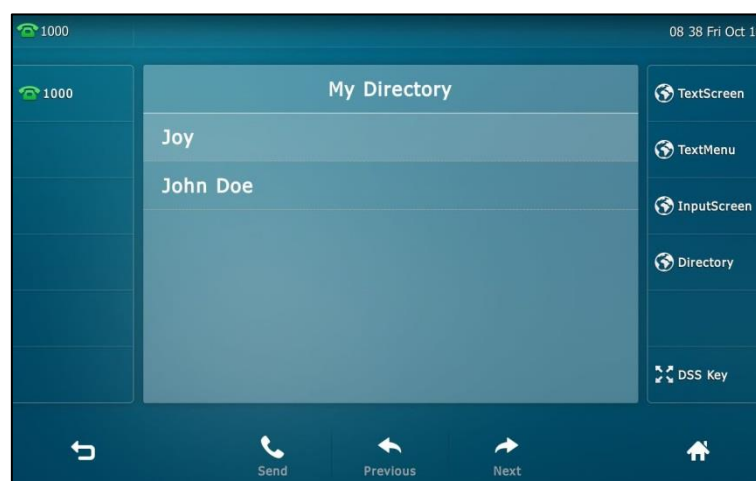 1000
08 38 Fri Oct 1
1000
My Directory
Joy
John Doe
TextScreen
TextMenu
InputScreen
Directory
DSS Key
Send
Previous
Next